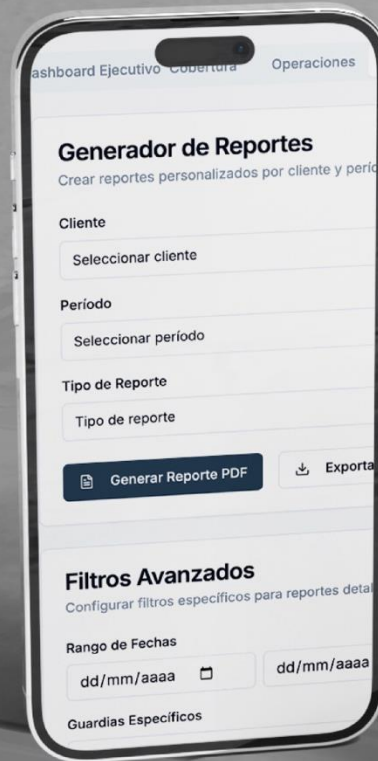 ashboard Ejecutivo Cobertura Operaciones
Generador de Reportes
Crear reportes personalizados por cliente y perío
Cliente
Seleccionar cliente
Período
Seleccionar período
Tipo de Reporte
Tipo de reporte
Generar Reporte PDF Exporta
Filtros Avanzados
Configurar filtros específicos para reportes detal
Rango de Fechas
dd/mm/aaaa dd/mm/aaaa
Guardias Específicos